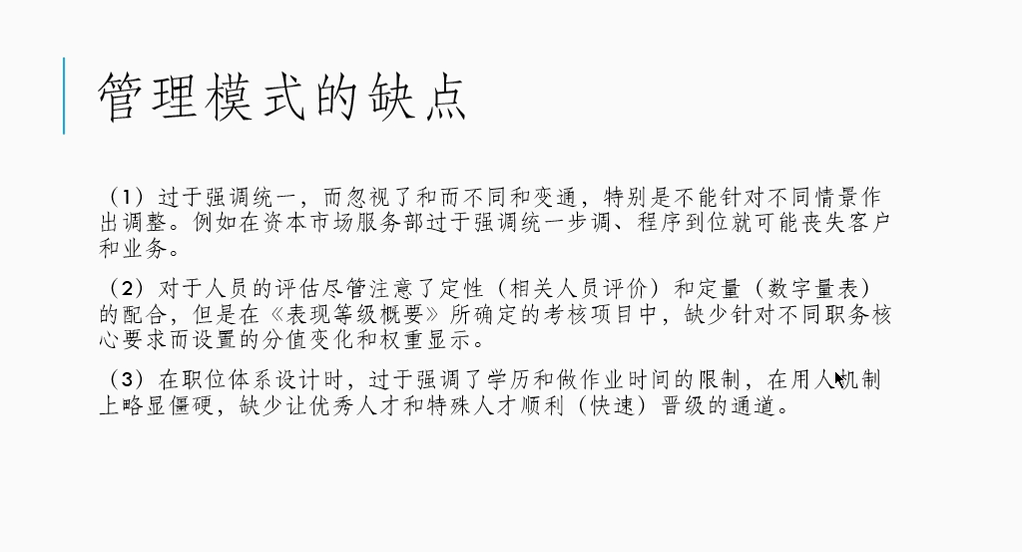 管理模式的缺点
（1）过于强调统一，而忽视了和而不同和变通，特别是不能针对不同情景作
出调整。例如在资本市场服务部过于强调统一步调、程序到位就可能丧失客户
和业务。
（2）对于人员的评估尽管注意了定性（相关人员评价）和定量（数字量表）
的配合，但是在《表现等级概要》所确定的考核项目中，缺少针对不同职务核
心要求而设置的分值变化和权重显示。
（3）在职位体系设计时，过于强调了学历和做作业时间的限制，在用人机制
上略显僵硬，缺少让优秀人才和特殊人才顺利（快速）晋级的通道。